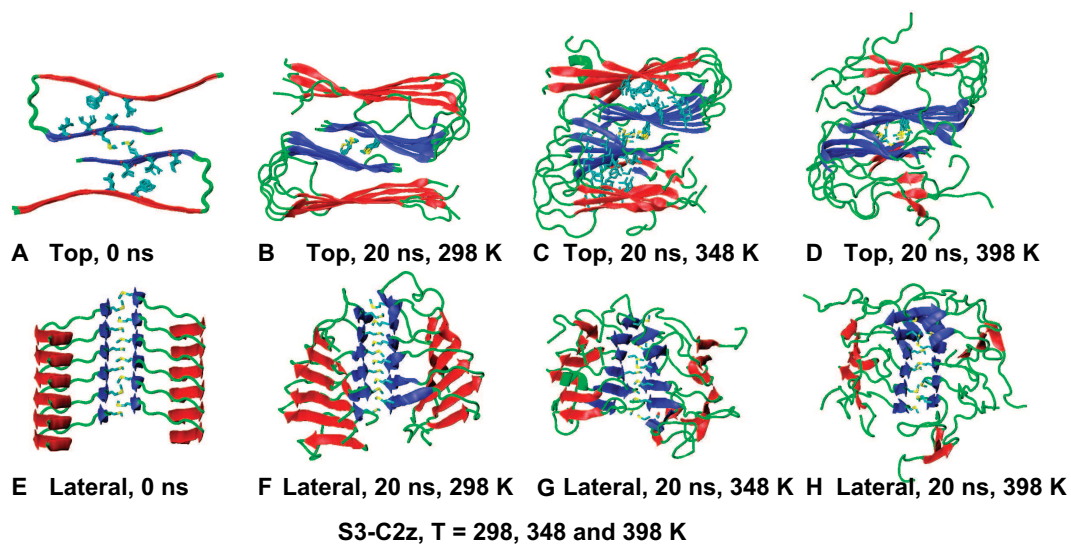 A Top, 0 ns
B Top, 20 ns, 298 K
C Top, 20 ns, 348 K
D Top, 20 ns, 398 K
E Lateral, 0 ns
F Lateral, 20 ns, 298 K
G Lateral, 20 ns, 348 K
H Lateral, 20 ns, 398 K
S3-C2z, T = 298, 348 and 398 K